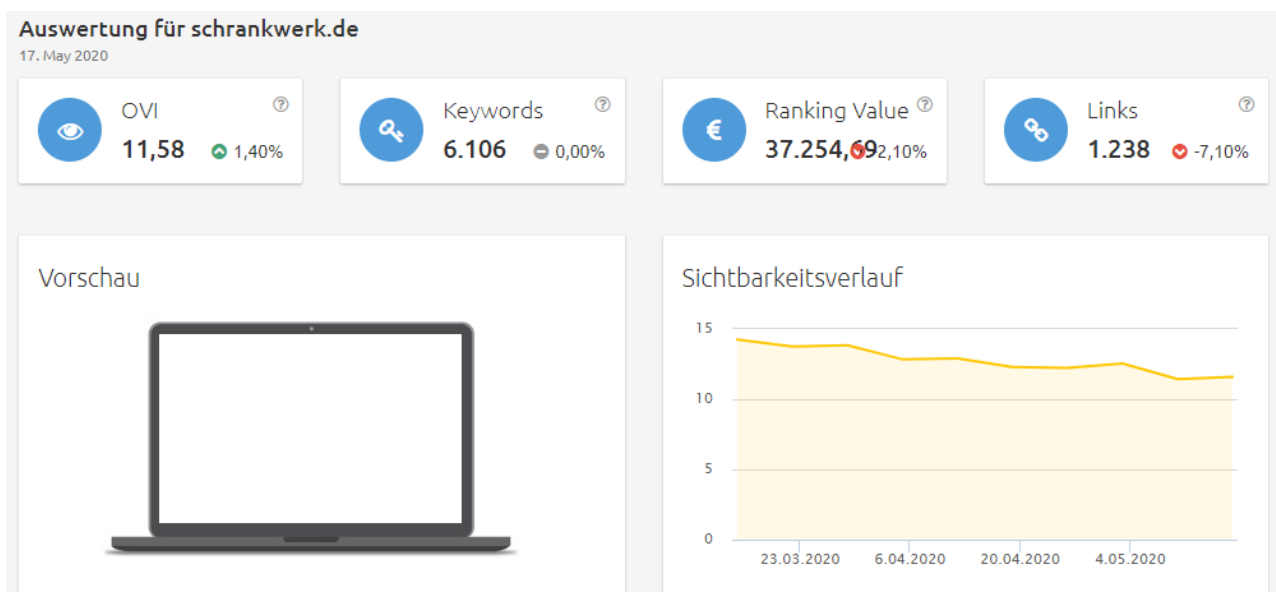 Auswertung für schrankwerk.de
17. May 2020
OVI
11,58 1,40%
Keywords
6.106 0,00%
Ranking Value
37.254,69 2,10%
Links
1.238 -7,10%
Vorschau
Sichtbarkeitsverlauf
15
10
5
0
23.03.2020 6.04.2020 20.04.2020 4.05.2020